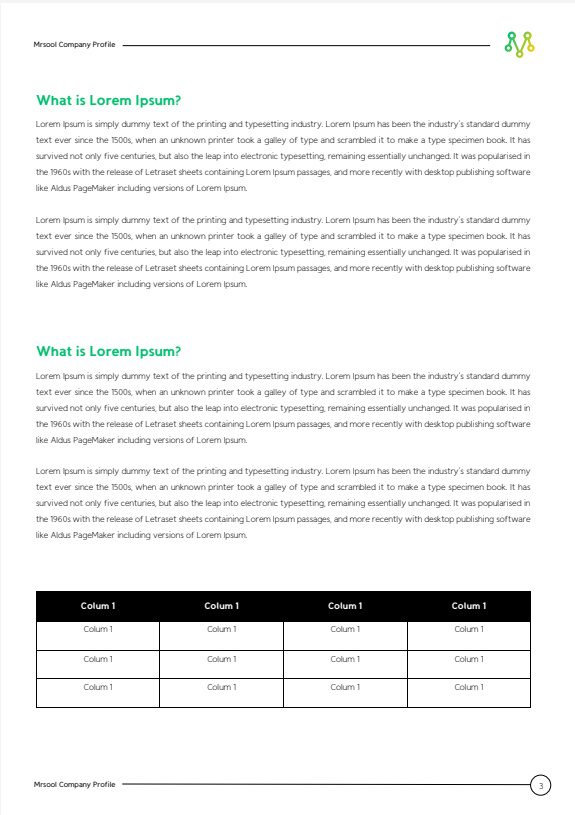 Mrsool Company Profile
What is Lorem Ipsum?
Lorem Ipsum is simply dummy text of the printing and typesetting industry. Lorem Ipsum has been the industry's standard dummy
text ever since the 1500s, when an unknown printer took a galley of type and scrambled it to make a type specimen book. It has
survived not only five centuries, but also the leap into electronic typesetting, remaining essentially unchanged. It was popularised in
the 1960s with the release of Letraset sheets containing Lorem Ipsum passages, and more recently with desktop publishing software
like Aldus PageMaker including versions of Lorem Ipsum.
Lorem Ipsum is simply dummy text of the printing and typesetting industry. Lorem Ipsum has been the industry's standard dummy
text ever since the 1500s, when an unknown printer took a galley of type and scrambled it to make a type specimen book. It has
survived not only five centuries, but also the leap into electronic typesetting, remaining essentially unchanged. It was popularised in
the 1960s with the release of Letraset sheets containing Lorem Ipsum passages, and more recently with desktop publishing software
like Aldus PageMaker including versions of Lorem Ipsum.
What is Lorem Ipsum?
Lorem Ipsum is simply dummy text of the printing and typesetting industry. Lorem Ipsum has been the industry's standard dummy
text ever since the 1500s, when an unknown printer took a galley of type and scrambled it to make a type specimen book. It has
survived not only five centuries, but also the leap into electronic typesetting, remaining essentially unchanged. It was popularised in
the 1960s with the release of Letraset sheets containing Lorem Ipsum passages, and more recently with desktop publishing software
like Aldus PageMaker including versions of Lorem Ipsum.
Lorem Ipsum is simply dummy text of the printing and typesetting industry. Lorem Ipsum has been the industry's standard dummy
text ever since the 1500s, when an unknown printer took a galley of type and scrambled it to make a type specimen book. It has
survived not only five centuries, but also the leap into electronic typesetting, remaining essentially unchanged. It was popularised in
the 1960s with the release of Letraset sheets containing Lorem Ipsum passages, and more recently with desktop publishing software
like Aldus PageMaker including versions of Lorem Ipsum.
Colum 1 Colum 1 Colum 1 Colum 1
Colum 1 Colum 1 Colum 1 Colum 1
Colum 1 Colum 1 Colum 1 Colum 1
Colum 1 Colum 1 Colum 1 Colum 1
Mrsool Company Profile 3